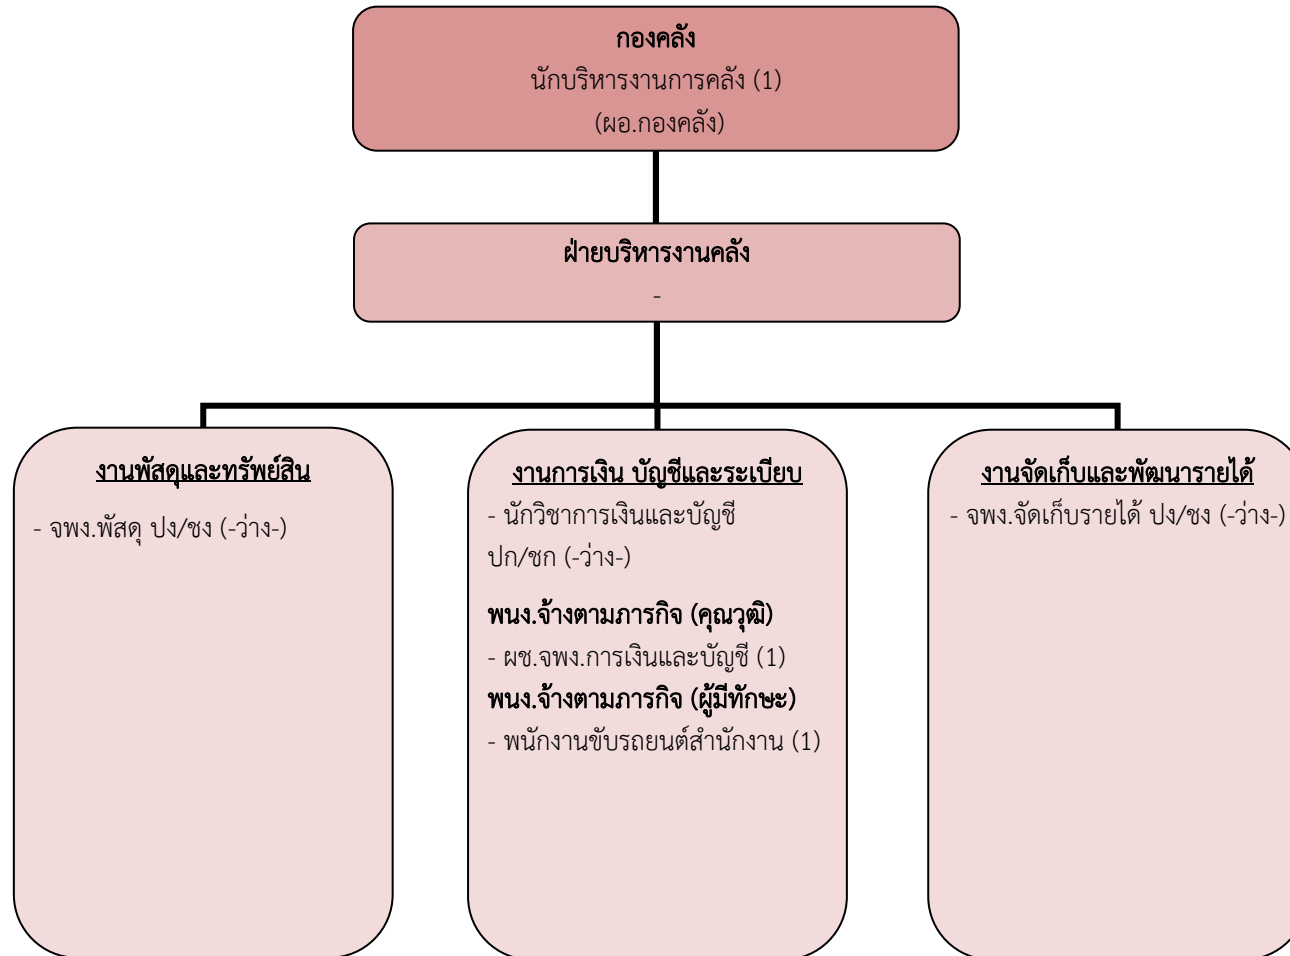 กองคลัง
นักบริหารงานการคลัง (1)
(ผอ.กองคลัง)
ฝ่ายบริหารงานคลัง
-
งานพัสดุและทรัพย์สิน
- จพง.พัสดุ ปง/ชง (-ว่าง-)
งานการเงิน บัญชีและระเบียบ
- นักวิชาการเงินและบัญชี
ปก/ชก (-ว่าง-)
พนง.จ้างตามภารกิจ (คุณวุฒิ)
- ผช.จพง.การเงินและบัญชี (1)
พนง.จ้างตามภารกิจ (ผู้มีทักษะ)
- พนักงานขับรถยนต์สำนักงาน (1)
งานจัดเก็บและพัฒนารายได้
- จพง.จัดเก็บรายได้ ปง/ชง (-ว่าง-)